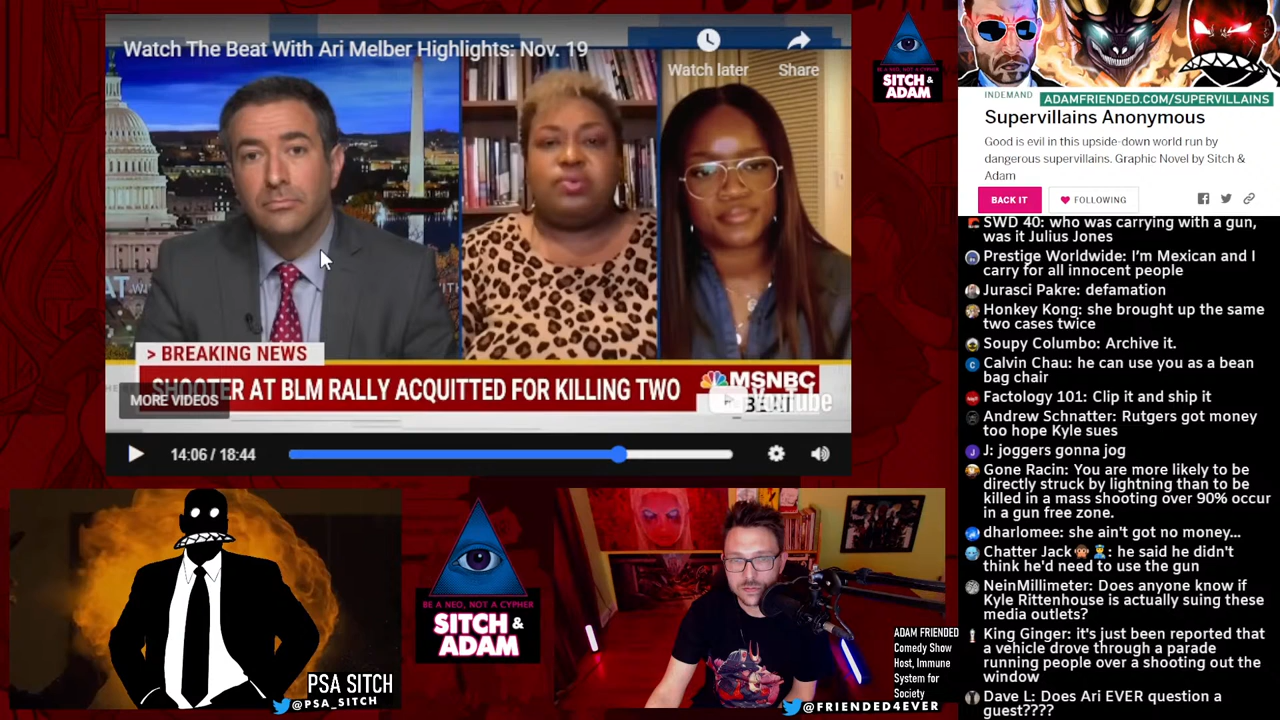 Watch The Beat With Ari Melber Highlights: Nov. 19
Watch later
Share
> BREAKING NEWS
SHOOTER AT BLM RALLY ACQUITTED FOR KILLING TWO
MSNBC
MORE VIDEOS
YouTube
14:06 / 18:44
BE A NEO, NOT A CYPHER
SITCH &
ADAM
INDEMAND
ADAMFRIENDED.COM/SUPERVILLAINS
Supervillains Anonymous
Good is evil in this upside-down world run by
dangerous supervillains. Graphic Novel by Sitch &
Adam
BACK IT
FOLLOWING
SWD 40: who was carrying with a gun,
was it Julius Jones
Prestige Worldwide: I'm Mexican and I
carry for all innocent people
Jurasci Pakre: defamation
Honkey Kong: she brought up the same
two cases twice
Soupy Columbo: Archive it.
Calvin Chau: he can use you as a bean
bag chair
Factology 101: Clip it and ship it
Andrew Schnatter: Rutgers got money
too hope Kyle sues
J: joggers gonna jog
Gone Racin: You are more likely to be
directly struck by lightning than to be
killed in a mass shooting over 90% occur
in a gun free zone.
dharlomee: she ain't got no money...
Chatter Jack🙊👮: he said he didn't
think he'd need to use the gun
NeinMillimeter: Does anyone know if
Kyle Rittenhouse is actually suing these
media outlets?
King Ginger: it's just been reported that
a vehicle drove through a parade
running people over a shooting out the
window
Dave L: Does Ari EVER question a
guest????
PSA SITCH
@PSA_SITCH
BE A NEO, NOT A CYPHER
SITCH &
ADAM
ADAM FRIENDED
Comedy Show
Host, Immune
System for
Society
@FRIENDED4EVER